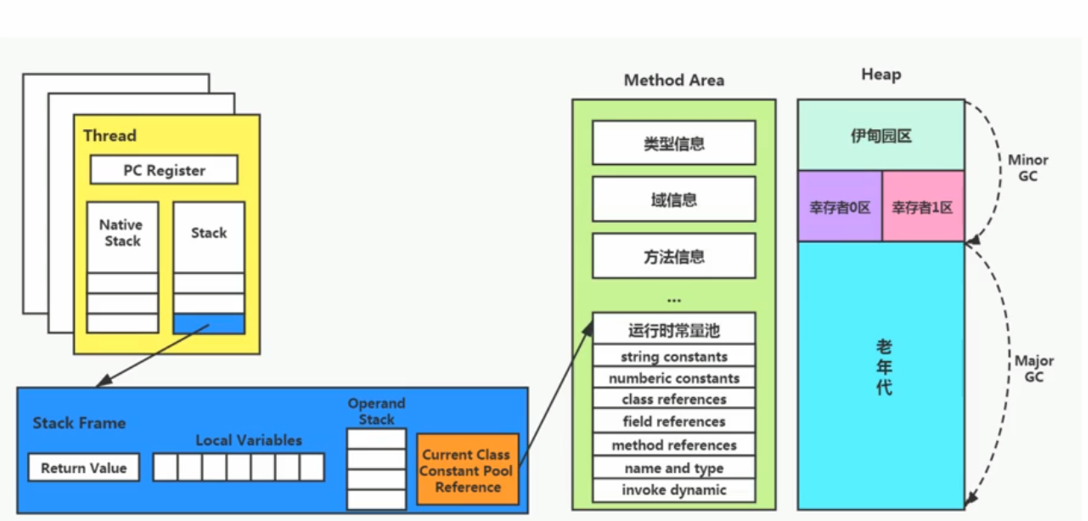 Thread
PC Register
Native
Stack
Stack
Stack Frame
Return Value
Local Variables
Operand
Stack
Current Class
Constant Pool
Reference
Method Area
类型信息
域信息
方法信息
...
运行时常量池
string constants
numberic constants
class references
field references
method references
name and type
invoke dynamic
Heap
伊甸园区
幸存者0区
幸存者1区
老
年
代
Minor
GC
Major
GC